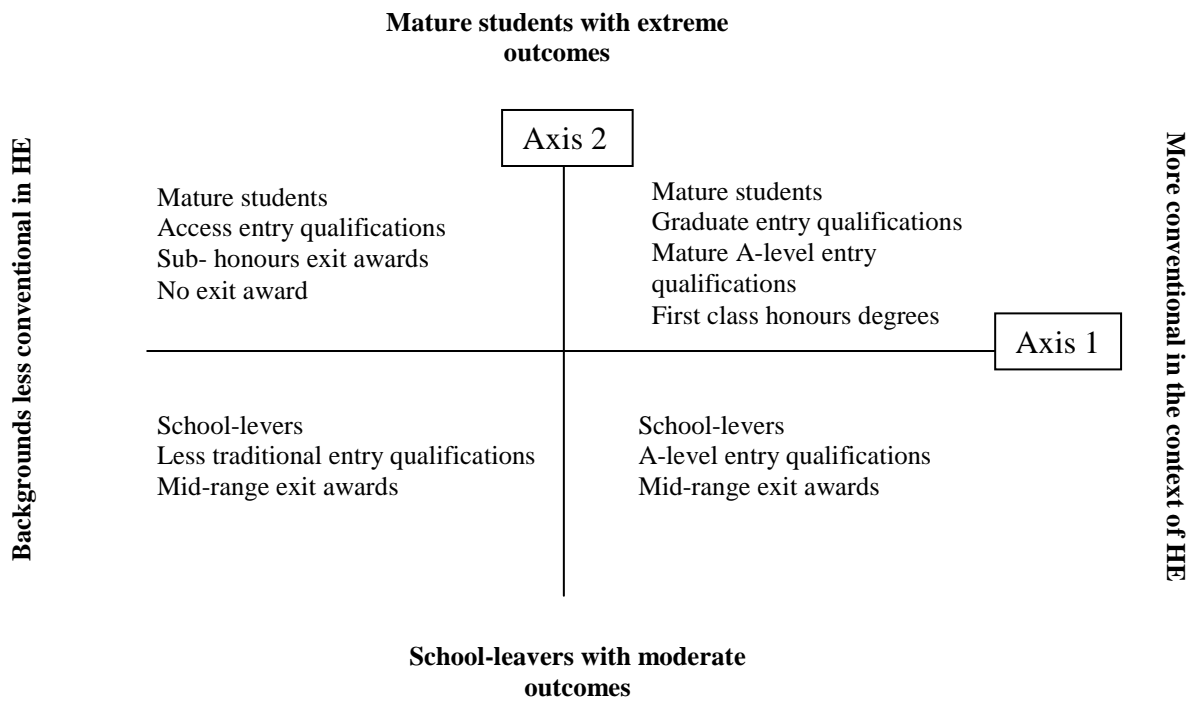 Mature students with extreme
outcomes
Backgrounds less conventional in HE
More conventional in the context of HE
Axis 2
Mature students
Access entry qualifications
Sub- honours exit awards
No exit award
Mature students
Graduate entry qualifications
Mature A-level entry
qualifications
First class honours degrees
Axis 1
School-levers
Less traditional entry qualifications
Mid-range exit awards
School-levers
A-level entry qualifications
Mid-range exit awards
School-leavers with moderate
outcomes